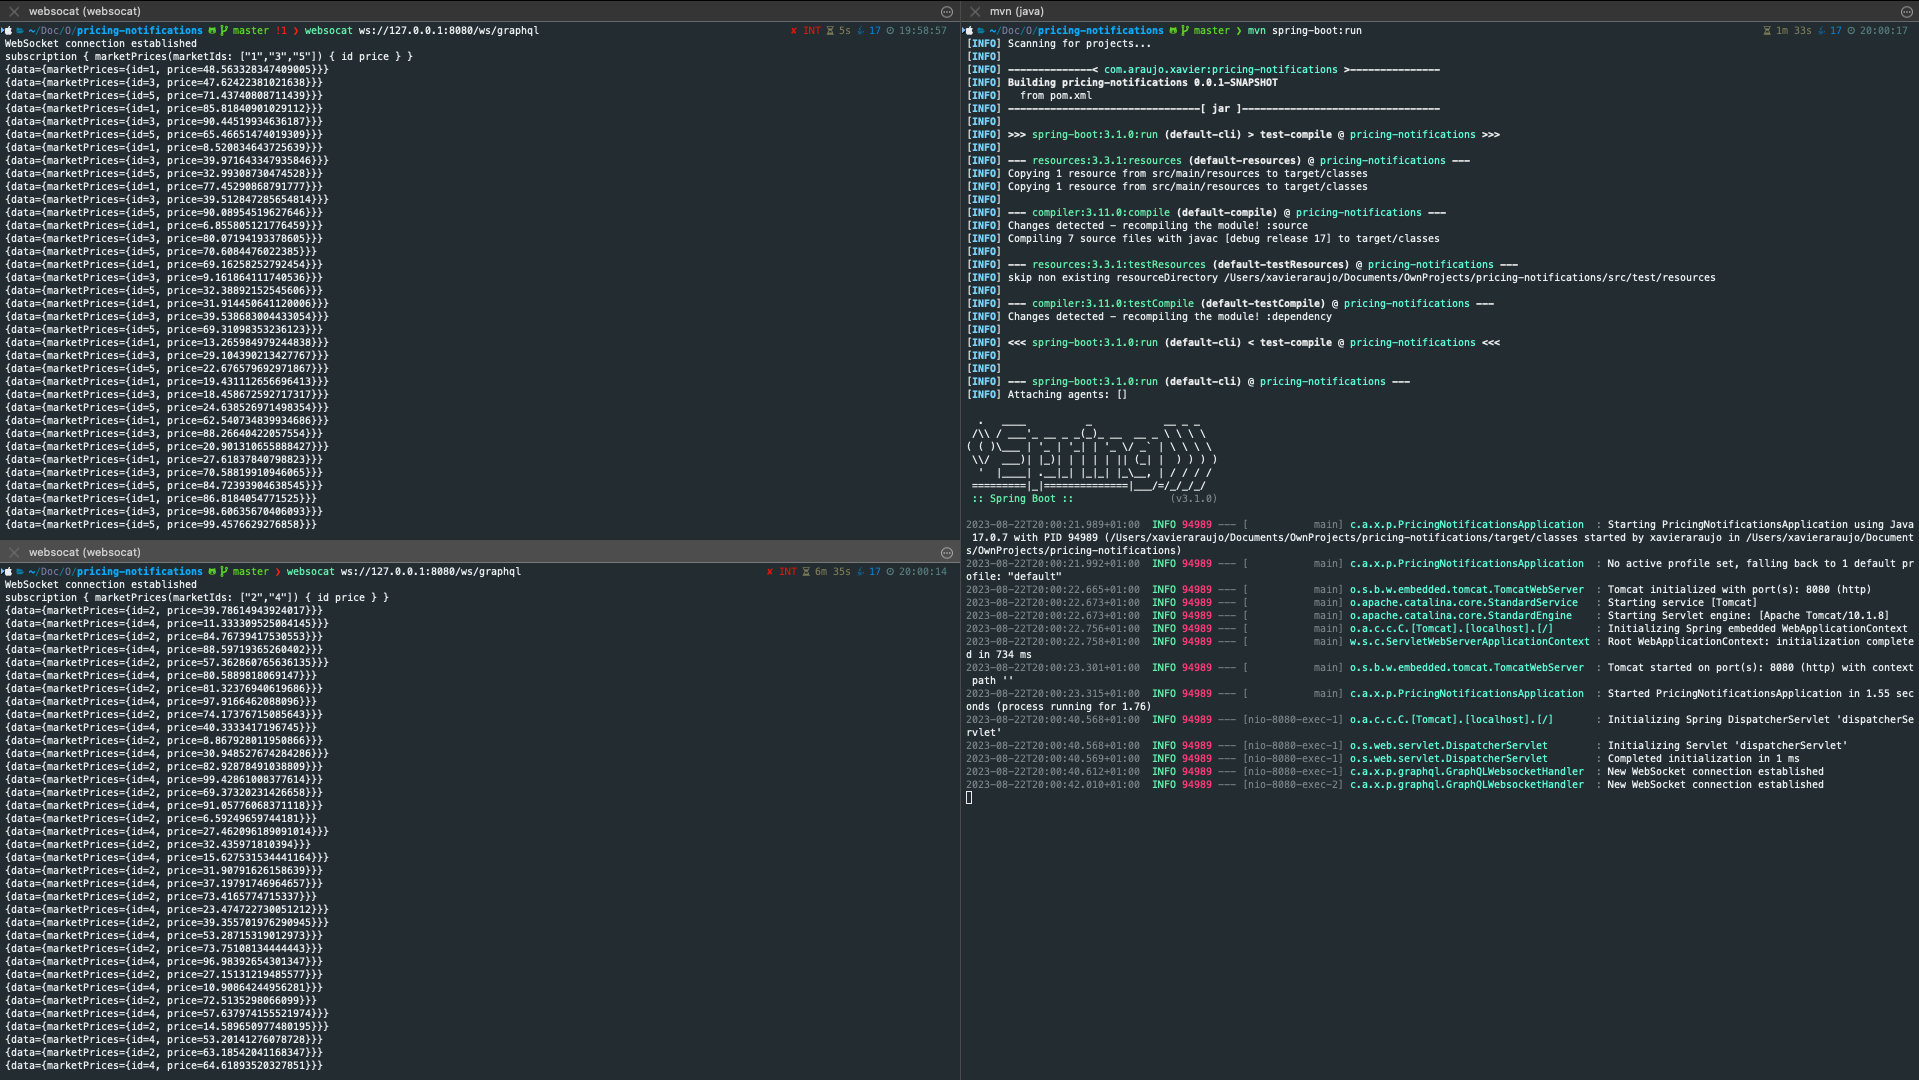 websocat (websocat)
~/Doc/O/pricing-notifications master !1 ❯ websocat ws://127.0.0.1:8080/ws/graphql ✘ INT 5s 17 19:58:57
WebSocket connection established
subscription { marketPrices(marketIds: ["1","3","5"]) { id price } }
{data={marketPrices={id=1, price=48.563328347409005}}}
{data={marketPrices={id=3, price=47.62422381021638}}}
{data={marketPrices={id=5, price=71.43740808711439}}}
{data={marketPrices={id=1, price=85.81840901029112}}}
{data={marketPrices={id=3, price=90.44519934636187}}}
{data={marketPrices={id=5, price=65.46651474019309}}}
{data={marketPrices={id=1, price=8.520834643725639}}}
{data={marketPrices={id=3, price=39.971643347935846}}}
{data={marketPrices={id=5, price=32.99308730474528}}}
{data={marketPrices={id=1, price=77.45290868791777}}}
{data={marketPrices={id=3, price=39.512847285654814}}}
{data={marketPrices={id=5, price=90.08954519627646}}}
{data={marketPrices={id=1, price=6.855805121776459}}}
{data={marketPrices={id=3, price=80.07194193378605}}}
{data={marketPrices={id=5, price=70.6084476022385}}}
{data={marketPrices={id=1, price=69.16258252792454}}}
{data={marketPrices={id=3, price=9.161864111740536}}}
{data={marketPrices={id=5, price=32.38892152545606}}}
{data={marketPrices={id=1, price=31.914450641120006}}}
{data={marketPrices={id=3, price=39.538683004433054}}}
{data={marketPrices={id=5, price=69.31098353236123}}}
{data={marketPrices={id=1, price=13.265984979244838}}}
{data={marketPrices={id=3, price=29.104390213427767}}}
{data={marketPrices={id=5, price=22.676579692971867}}}
{data={marketPrices={id=1, price=19.431112656696413}}}
{data={marketPrices={id=3, price=18.458672592717317}}}
{data={marketPrices={id=5, price=24.638526971498354}}}
{data={marketPrices={id=1, price=62.540734839934686}}}
{data={marketPrices={id=3, price=88.26640422057554}}}
{data={marketPrices={id=5, price=20.901310655888427}}}
{data={marketPrices={id=1, price=27.61837840798823}}}
{data={marketPrices={id=3, price=70.58819910946065}}}
{data={marketPrices={id=5, price=84.72393904638545}}}
{data={marketPrices={id=1, price=86.8184054771525}}}
{data={marketPrices={id=3, price=98.60635670406093}}}
{data={marketPrices={id=5, price=99.4576629276858}}}
websocat (websocat)
~/Doc/O/pricing-notifications master ❯ websocat ws://127.0.0.1:8080/ws/graphql ✘ INT 6m 35s 17 20:00:14
WebSocket connection established
subscription { marketPrices(marketIds: ["2","4"]) { id price } }
{data={marketPrices={id=2, price=39.78614943924017}}}
{data={marketPrices={id=4, price=11.333309525084145}}}
{data={marketPrices={id=2, price=84.76739417530553}}}
{data={marketPrices={id=4, price=88.59719365260402}}}
{data={marketPrices={id=2, price=57.362860765636135}}}
{data={marketPrices={id=4, price=80.5889818069147}}}
{data={marketPrices={id=2, price=81.32376940619686}}}
{data={marketPrices={id=4, price=97.9166462088096}}}
{data={marketPrices={id=2, price=74.17376715085643}}}
{data={marketPrices={id=4, price=40.3333417196745}}}
{data={marketPrices={id=2, price=8.867928011950866}}}
{data={marketPrices={id=4, price=30.948527674284286}}}
{data={marketPrices={id=2, price=82.92878491038809}}}
{data={marketPrices={id=4, price=99.42861008377614}}}
{data={marketPrices={id=2, price=69.37320231426658}}}
{data={marketPrices={id=4, price=91.05776068371118}}}
{data={marketPrices={id=2, price=6.59249659744181}}}
{data={marketPrices={id=4, price=27.462096189091014}}}
{data={marketPrices={id=2, price=32.435971810394}}}
{data={marketPrices={id=4, price=15.627531534441164}}}
{data={marketPrices={id=2, price=31.90791626158639}}}
{data={marketPrices={id=4, price=37.19791746964657}}}
{data={marketPrices={id=2, price=73.4165774715337}}}
{data={marketPrices={id=4, price=23.474722730051212}}}
{data={marketPrices={id=2, price=39.355701976290945}}}
{data={marketPrices={id=4, price=53.28715319012973}}}
{data={marketPrices={id=2, price=73.75108134444443}}}
{data={marketPrices={id=4, price=96.98392654301347}}}
{data={marketPrices={id=2, price=27.15131219485577}}}
{data={marketPrices={id=4, price=10.90864244956281}}}
{data={marketPrices={id=2, price=72.5135298066099}}}
{data={marketPrices={id=4, price=57.637974155521974}}}
{data={marketPrices={id=2, price=14.589650977480195}}}
{data={marketPrices={id=4, price=53.20141276078728}}}
{data={marketPrices={id=2, price=63.18542041168347}}}
{data={marketPrices={id=4, price=64.61893520327851}}}
mvn (java)
~/Doc/O/pricing-notifications master ❯ mvn spring-boot:run 1m 33s 17 20:00:17
[INFO] Scanning for projects...
[INFO]
[INFO] --------------< com.araujo.xavier:pricing-notifications >---------------
[INFO] Building pricing-notifications 0.0.1-SNAPSHOT
[INFO]   from pom.xml
[INFO] --------------------------------[ jar ]---------------------------------
[INFO]
[INFO] >>> spring-boot:3.1.0:run (default-cli) > test-compile @ pricing-notifications >>>
[INFO]
[INFO] --- resources:3.3.1:resources (default-resources) @ pricing-notifications ---
[INFO] Copying 1 resource from src/main/resources to target/classes
[INFO] Copying 1 resource from src/main/resources to target/classes
[INFO]
[INFO] --- compiler:3.11.0:compile (default-compile) @ pricing-notifications ---
[INFO] Changes detected - recompiling the module! :source
[INFO] Compiling 7 source files with javac [debug release 17] to target/classes
[INFO]
[INFO] --- resources:3.3.1:testResources (default-testResources) @ pricing-notifications ---
[INFO] skip non existing resourceDirectory /Users/xavieraraujo/Documents/OwnProjects/pricing-notifications/src/test/resources
[INFO]
[INFO] --- compiler:3.11.0:testCompile (default-testCompile) @ pricing-notifications ---
[INFO] Changes detected - recompiling the module! :dependency
[INFO]
[INFO] <<< spring-boot:3.1.0:run (default-cli) < test-compile @ pricing-notifications <<<
[INFO]
[INFO]
[INFO] --- spring-boot:3.1.0:run (default-cli) @ pricing-notifications ---
[INFO] Attaching agents: []
  .   ____          _            __ _ _
 /\\ / ___'_ __ _ _(_)_ __  __ _ \ \ \ \
( ( )\___ | '_ | '_| | '_ \/ _` | \ \ \ \
 \\/  ___)| |_)| | | | | || (_| |  ) ) ) )
  '  |____| .__|_| |_|_| |_\__, | / / / /
 =========|_|==============|___/=/_/_/_/
 :: Spring Boot ::                (v3.1.0)
2023-08-22T20:00:21.989+01:00  INFO 94989 --- [           main] c.a.x.p.PricingNotificationsApplication  : Starting PricingNotificationsApplication using Java
 17.0.7 with PID 94989 (/Users/xavieraraujo/Documents/OwnProjects/pricing-notifications/target/classes started by xavieraraujo in /Users/xavieraraujo/Document
s/OwnProjects/pricing-notifications)
2023-08-22T20:00:21.992+01:00  INFO 94989 --- [           main] c.a.x.p.PricingNotificationsApplication  : No active profile set, falling back to 1 default pr
ofile: "default"
2023-08-22T20:00:22.665+01:00  INFO 94989 --- [           main] o.s.b.w.embedded.tomcat.TomcatWebServer  : Tomcat initialized with port(s): 8080 (http)
2023-08-22T20:00:22.673+01:00  INFO 94989 --- [           main] o.apache.catalina.core.StandardService   : Starting service [Tomcat]
2023-08-22T20:00:22.673+01:00  INFO 94989 --- [           main] o.apache.catalina.core.StandardEngine    : Starting Servlet engine: [Apache Tomcat/10.1.8]
2023-08-22T20:00:22.756+01:00  INFO 94989 --- [           main] o.a.c.c.C.[Tomcat].[localhost].[/]       : Initializing Spring embedded WebApplicationContext
2023-08-22T20:00:22.758+01:00  INFO 94989 --- [           main] w.s.c.ServletWebServerApplicationContext : Root WebApplicationContext: initialization complete
d in 734 ms
2023-08-22T20:00:23.301+01:00  INFO 94989 --- [           main] o.s.b.w.embedded.tomcat.TomcatWebServer  : Tomcat started on port(s): 8080 (http) with context
 path ''
2023-08-22T20:00:23.315+01:00  INFO 94989 --- [           main] c.a.x.p.PricingNotificationsApplication  : Started PricingNotificationsApplication in 1.55 sec
onds (process running for 1.76)
2023-08-22T20:00:40.568+01:00  INFO 94989 --- [nio-8080-exec-1] o.a.c.c.C.[Tomcat].[localhost].[/]       : Initializing Spring DispatcherServlet 'dispatcherSe
rvlet'
2023-08-22T20:00:40.568+01:00  INFO 94989 --- [nio-8080-exec-1] o.s.web.servlet.DispatcherServlet        : Initializing Servlet 'dispatcherServlet'
2023-08-22T20:00:40.569+01:00  INFO 94989 --- [nio-8080-exec-1] o.s.web.servlet.DispatcherServlet        : Completed initialization in 1 ms
2023-08-22T20:00:40.612+01:00  INFO 94989 --- [nio-8080-exec-1] c.a.x.p.graphql.GraphQLWebsocketHandler  : New WebSocket connection established
2023-08-22T20:00:42.010+01:00  INFO 94989 --- [nio-8080-exec-2] c.a.x.p.graphql.GraphQLWebsocketHandler  : New WebSocket connection established